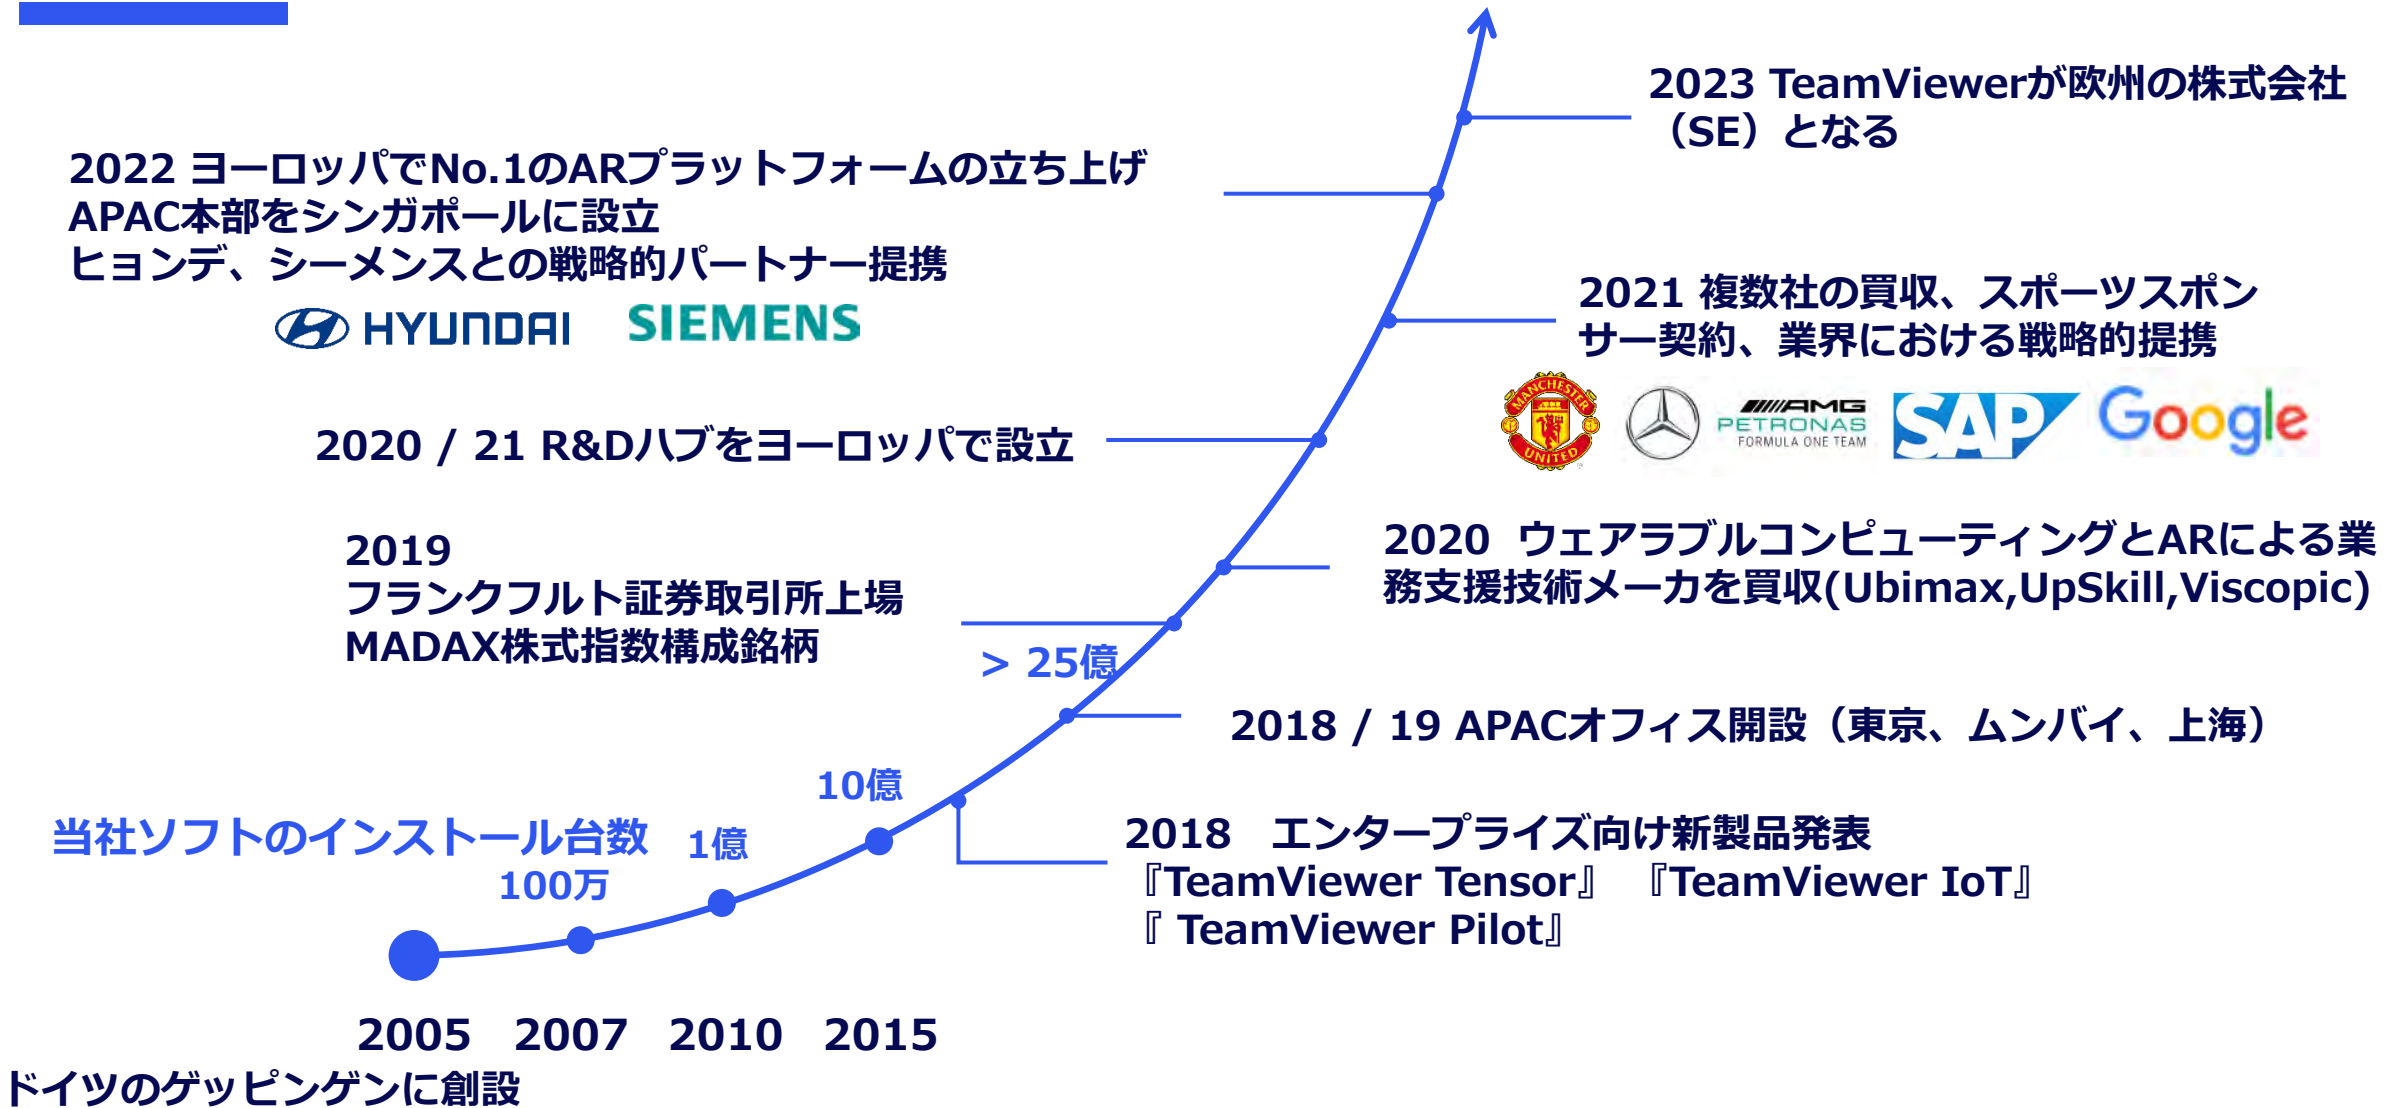 2023 TeamViewerが欧州の株式会社
（SE）となる
2022 ヨーロッパでNo.1のARプラットフォームの立ち上げ
APAC本部をシンガポールに設立
ヒョンデ、シーメンスとの戦略的パートナー提携
HYUNDAI
SIEMENS
2021 複数社の買収、スポーツスポン
サー契約、業界における戦略的提携
MANCHESTER
UNITED
AMG
PETRONAS
FORMULA ONE TEAM
SAP
Google
2020 / 21 R&Dハブをヨーロッパで設立
2020 ウェアラブルコンピューティングとARによる業
務支援技術メーカを買収(Ubimax,UpSkill,Viscopic)
2019
フランクフルト証券取引所上場
MADAX株式指数構成銘柄
> 25億
2018 / 19 APACオフィス開設（東京、ムンバイ、上海）
10億
当社ソフトのインストール台数
1億
100万
2018　エンタープライズ向け新製品発表
『TeamViewer Tensor』 『TeamViewer IoT』
『 TeamViewer Pilot』
2005 2007 2010 2015
ドイツのゲッピンゲンに創設